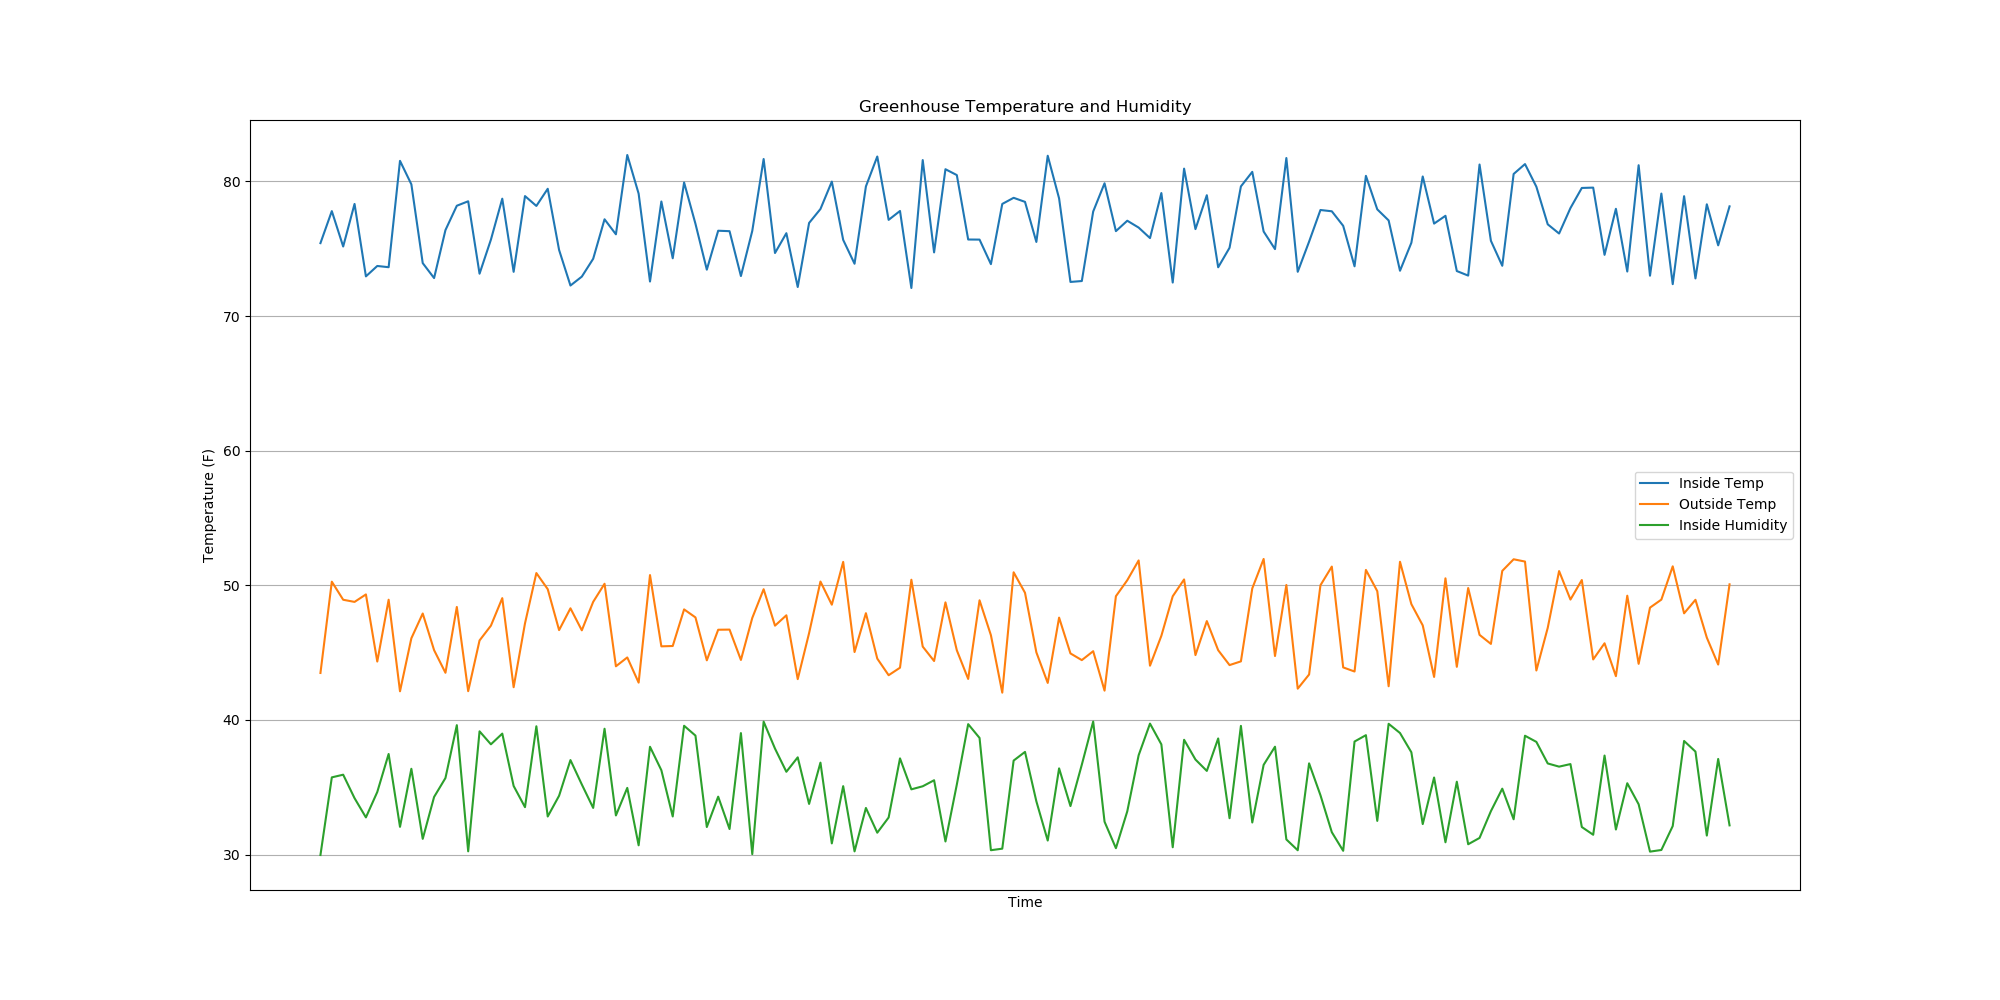 Greenhouse Temperature and Humidity
80
70
60
50
40
30
Temperature (F)
Inside Temp
Outside Temp
Inside Humidity
Time